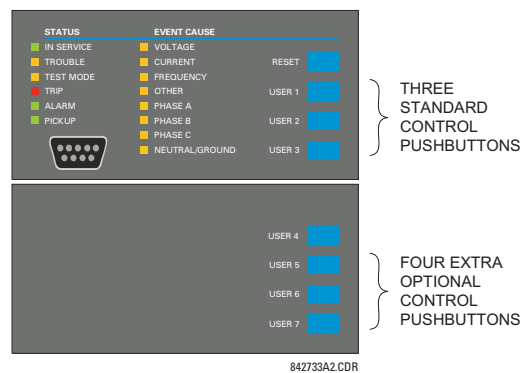 STATUS
EVENT CAUSE
IN SERVICE
VOLTAGE
TROUBLE
CURRENT
RESET
TEST MODE
FREQUENCY
TRIP
OTHER
USER 1
ALARM
PHASE A
PICKUP
PHASE B
USER 2
PHASE C
NEUTRAL/GROUND
USER 3
THREE
STANDARD
CONTROL
PUSHBUTTONS
USER 4
USER 5
USER 6
USER 7
FOUR EXTRA
OPTIONAL
CONTROL
PUSHBUTTONS
842733A2.CDR